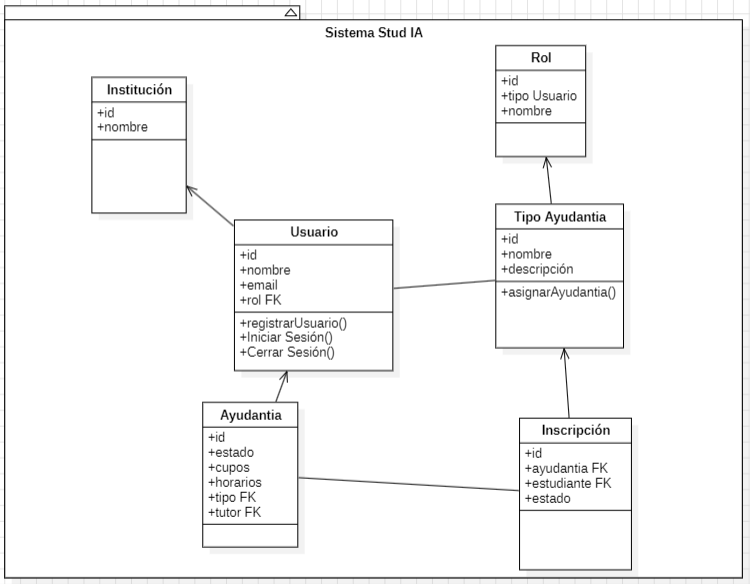 Sistema Stud IA
Institución
+id
+nombre
Rol
+id
+tipo Usuario
+nombre
Usuario
+id
+nombre
+email
+rol FK
+registrarUsuario()
+Iniciar Sesión()
+Cerrar Sesión()
Tipo Ayudantia
+id
+nombre
+descripción
+asignarAyudantia()
Ayudantia
+id
+estado
+cupos
+horarios
+tipo FK
+tutor FK
Inscripción
+id
+ayudantia FK
+estudiante FK
+estado